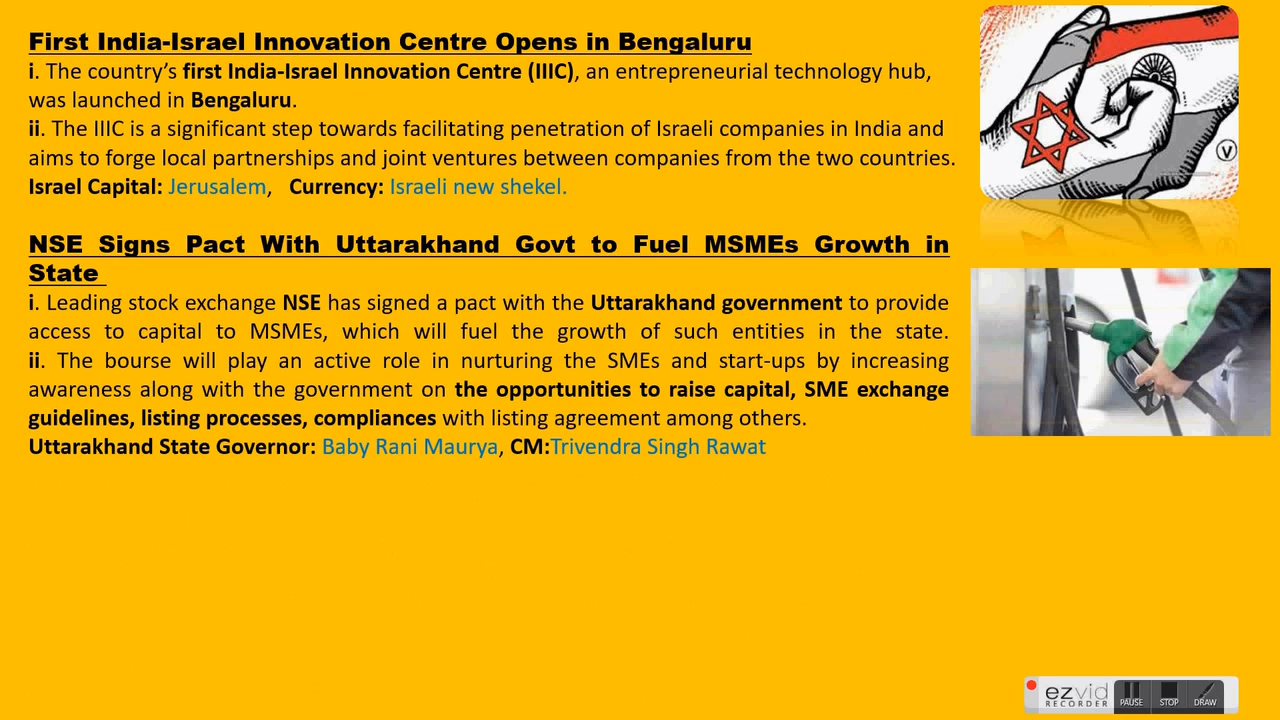 First India-Israel Innovation Centre Opens in Bengaluru
i. The country’s first India-Israel Innovation Centre (IIIC), an entrepreneurial technology hub,
was launched in Bengaluru.
ii. The IIIC is a significant step towards facilitating penetration of Israeli companies in India and
aims to forge local partnerships and joint ventures between companies from the two countries.
Israel Capital: Jerusalem, Currency: Israeli new shekel.
NSE Signs Pact With Uttarakhand Govt to Fuel MSMEs Growth in
State
i. Leading stock exchange NSE has signed a pact with the Uttarakhand government to provide
access to capital to MSMEs, which will fuel the growth of such entities in the state.
ii. The bourse will play an active role in nurturing the SMEs and start-ups by increasing
awareness along with the government on the opportunities to raise capital, SME exchange
guidelines, listing processes, compliances with listing agreement among others.
Uttarakhand State Governor: Baby Rani Maurya, CM:Trivendra Singh Rawat
V
ezvid
RECORDER
PAUSE STOP DRAW